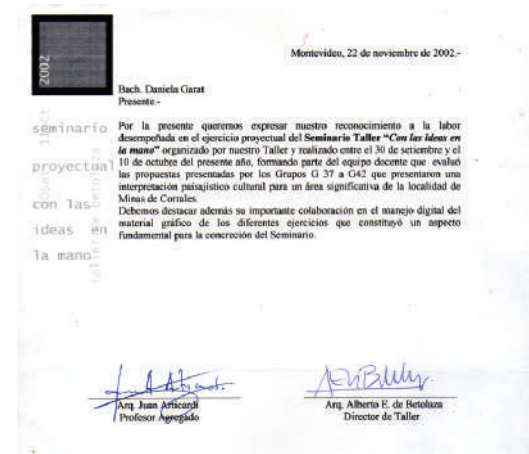 2002
Montevideo, 22 de noviembre de 2002.-
Bach. Daniela Garat
Presente.-
Por la presente queremos expresar nuestro reconocimiento a la labor
desempeñada en el ejercicio proyectual del Seminario Taller "Con las ideas en
la mano" organizado por nuestro Taller y realizado entre el 30 de setiembre y el
10 de octubre del presente año, formando parte del equipo docente que evaluó
las propuestas presentadas por los Grupos G 37 a G42 que presentaron una
interpretación paisajístico cultural para un área significativa de la localidad de
Minas de Corrales.
Debemos destacar además su importante colaboración en el manejo digital del
material gráfico de los diferentes ejercicios que constituyó un aspecto
fundamental para la concreción del Seminario.
seminario
proyectual
con las
ideas en
la mano
taller de betolaza
Arq. Juan Articardi
Profesor Agregado
Arq. Alberto E. de Betolaza
Director de Taller